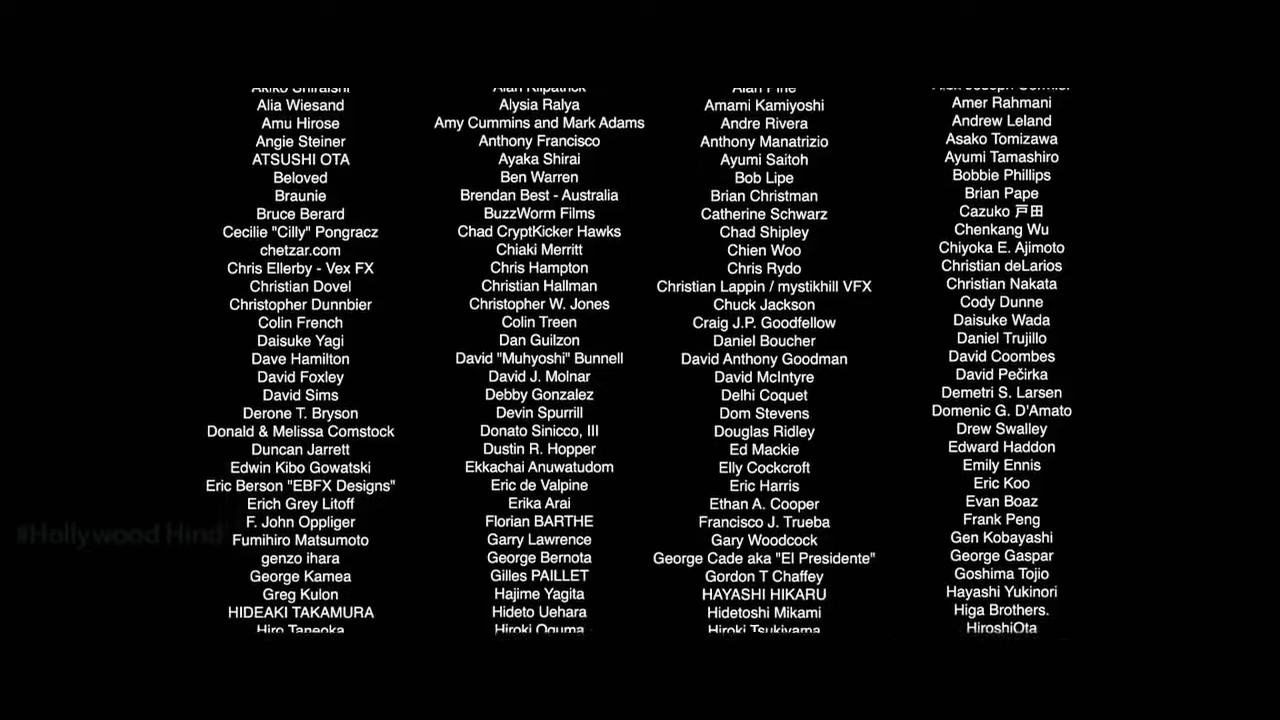 Alia Wiesand Alysia Ralya Amami Kamiyoshi Amer Rahmani
Amu Hirose Amy Cummins and Mark Adams Andre Rivera Andrew Leland
Angie Steiner Anthony Francisco Anthony Manatrizio Asako Tomizawa
ATSUSHI OTA Ayaka Shirai Ayumi Saitoh Ayumi Tamashiro
Beloved Ben Warren Bob Lipe Bobbie Phillips
Braunie Brendan Best - Australia Brian Christman Brian Pape
Bruce Berard BuzzWorm Films Catherine Schwarz Cazuko 戸田
Cecilie "Cilly" Pongracz Chad CryptKicker Hawks Chad Shipley Chenkang Wu
chetzar.com Chiaki Merritt Chien Woo Chiyoka E. Ajimoto
Chris Ellerby - Vex FX Chris Hampton Chris Rydo Christian deLarios
Christian Dovel Christian Hallman Christian Lappin / mystikhill VFX Christian Nakata
Christopher Dunnbier Christopher W. Jones Chuck Jackson Cody Dunne
Colin French Colin Treen Craig J.P. Goodfellow Daisuke Wada
Daisuke Yagi Dan Guilzon Daniel Boucher Daniel Trujillo
Dave Hamilton David "Muhyoshi" Bunnell David Anthony Goodman David Coombes
David Foxley David J. Molnar David McIntyre David Pečirka
David Sims Debby Gonzalez Delhi Coquet Demetri S. Larsen
Derone T. Bryson Devin Spurrill Dom Stevens Domenic G. D'Amato
Donald & Melissa Comstock Donato Sinicco, III Douglas Ridley Drew Swalley
Duncan Jarrett Dustin R. Hopper Ed Mackie Edward Haddon
Edwin Kibo Gowatski Ekkachai Anuwatudom Elly Cockcroft Emily Ennis
Eric Berson "EBFX Designs" Eric de Valpine Eric Harris Eric Koo
Erich Grey Litoff Erika Arai Ethan A. Cooper Evan Boaz
F. John Oppliger Florian BARTHE Francisco J. Trueba Frank Peng
#Hollywood Hindi
Fumihiro Matsumoto Garry Lawrence Gary Woodcock Gen Kobayashi
genzo ihara George Bernota George Cade aka "El Presidente" George Gaspar
George Kamea Gilles PAILLET Gordon T Chaffey Goshima Tojio
Greg Kulon Hajime Yagita HAYASHI HIKARU Hayashi Yukinori
HIDEAKI TAKAMURA Hideto Uehara Hidetoshi Mikami Higa Brothers.
Hiro Taneoka Hiroki Oguma Hiroki Tsukiyama HiroshiOta